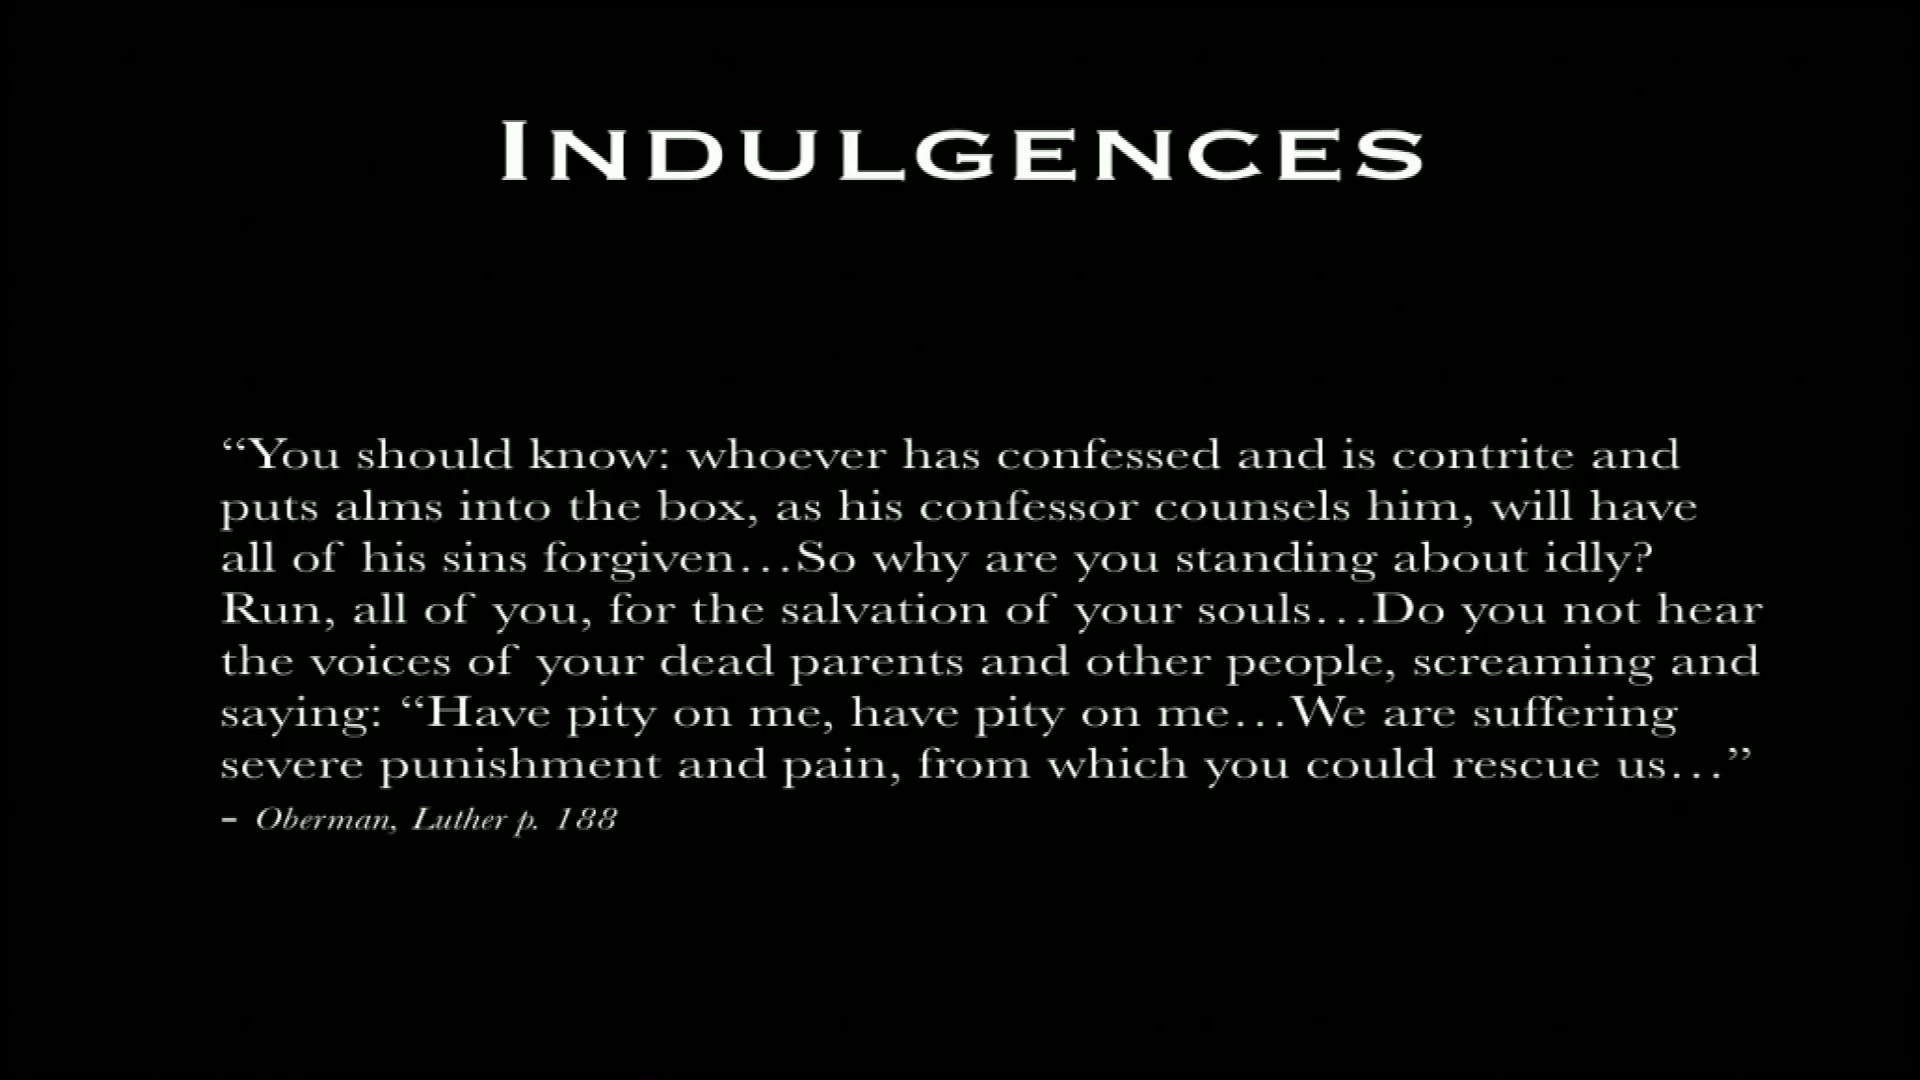 INDULGENCES
“You should know: whoever has confessed and is contrite and
puts alms into the box, as his confessor counsels him, will have
all of his sins forgiven…So why are you standing about idly?
Run, all of you, for the salvation of your souls…Do you not hear
the voices of your dead parents and other people, screaming and
saying: “Have pity on me, have pity on me…We are suffering
severe punishment and pain, from which you could rescue us…”
– Oberman, Luther p. 188